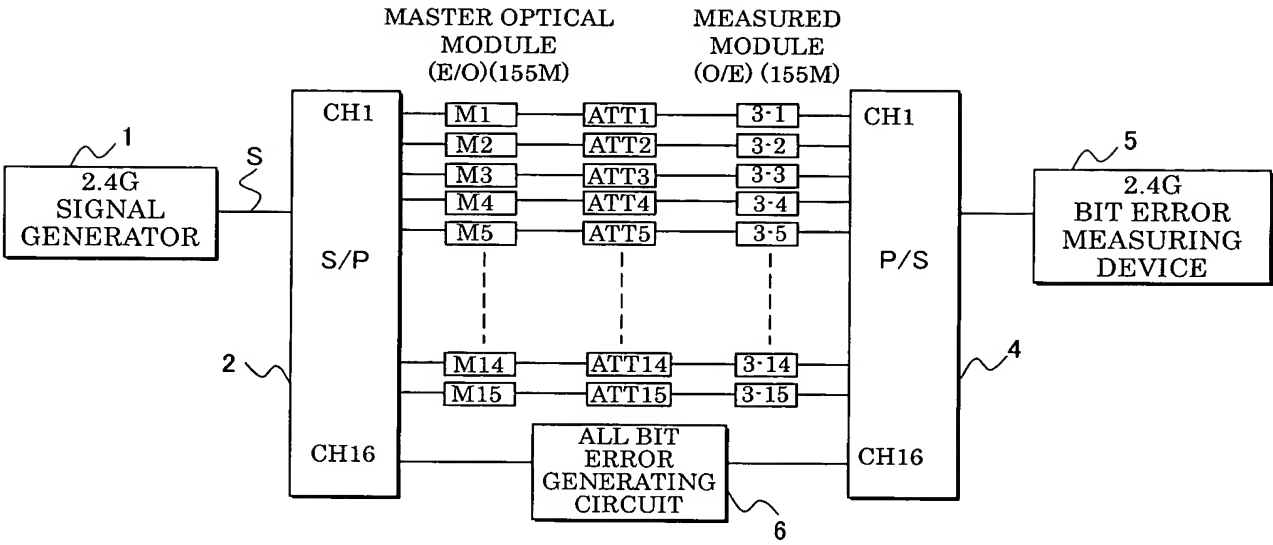 MASTER OPTICAL
MODULE
(E/O)(155M)
MEASURED
MODULE
(O/E) (155M)
1
2.4G
SIGNAL
GENERATOR
S
CH1
S/P
CH16
2
M1 ATT1 3-1
M2 ATT2 3-2
M3 ATT3 3-3
M4 ATT4 3-4
M5 ATT5 3-5
M14 ATT14 3-14
M15 ATT15 3-15
ALL BIT
ERROR
GENERATING
CIRCUIT
6
CH1
P/S
CH16
4
5
2.4G
BIT ERROR
MEASURING
DEVICE